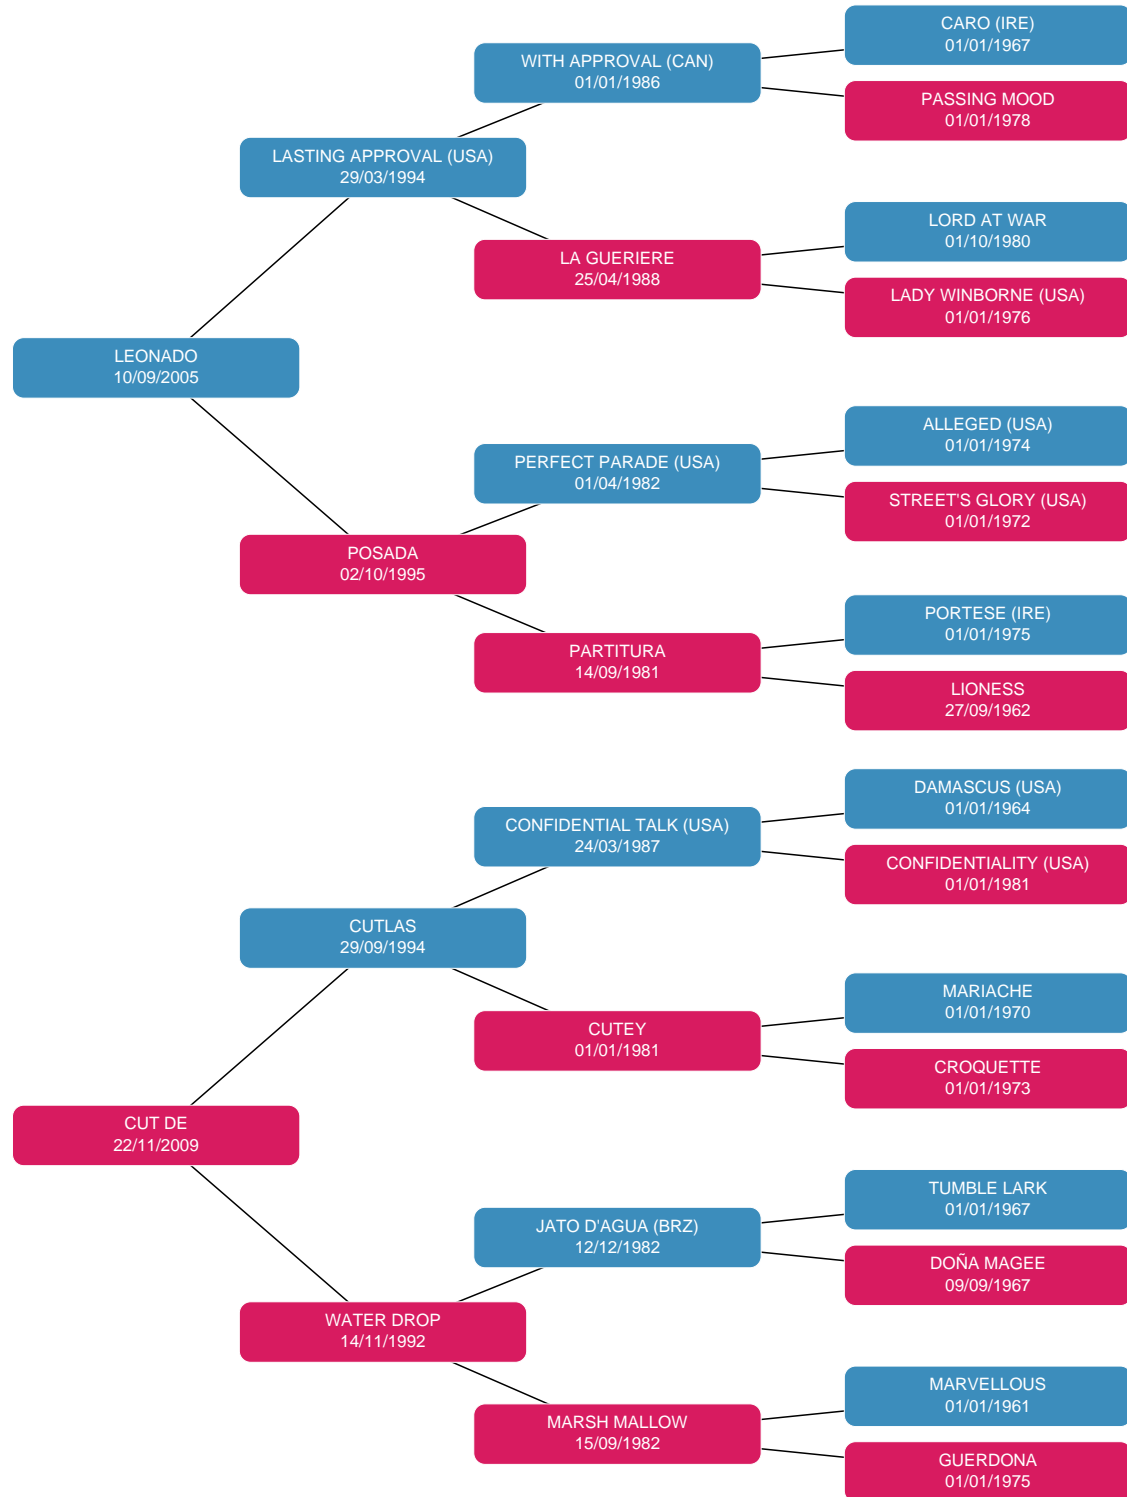 CARO (IRE)
01/01/1967
WITH APPROVAL (CAN)
01/01/1986
PASSING MOOD
01/01/1978
LASTING APPROVAL (USA)
29/03/1994
LORD AT WAR
01/10/1980
LA GUERIERE
25/04/1988
LADY WINBORNE (USA)
01/01/1976
LEONADO
10/09/2005
ALLEGED (USA)
01/01/1974
PERFECT PARADE (USA)
01/04/1982
STREET'S GLORY (USA)
01/01/1972
POSADA
02/10/1995
PORTESE (IRE)
01/01/1975
PARTITURA
14/09/1981
LIONESS
27/09/1962
DAMASCUS (USA)
01/01/1964
CONFIDENTIAL TALK (USA)
24/03/1987
CONFIDENTIALITY (USA)
01/01/1981
CUTLAS
29/09/1994
MARIACHE
01/01/1970
CUTEY
01/01/1981
CROQUETTE
01/01/1973
CUT DE
22/11/2009
TUMBLE LARK
01/01/1967
JATO D'AGUA (BRZ)
12/12/1982
DOÑA MAGEE
09/09/1967
WATER DROP
14/11/1992
MARVELLOUS
01/01/1961
MARSH MALLOW
15/09/1982
GUERDONA
01/01/1975